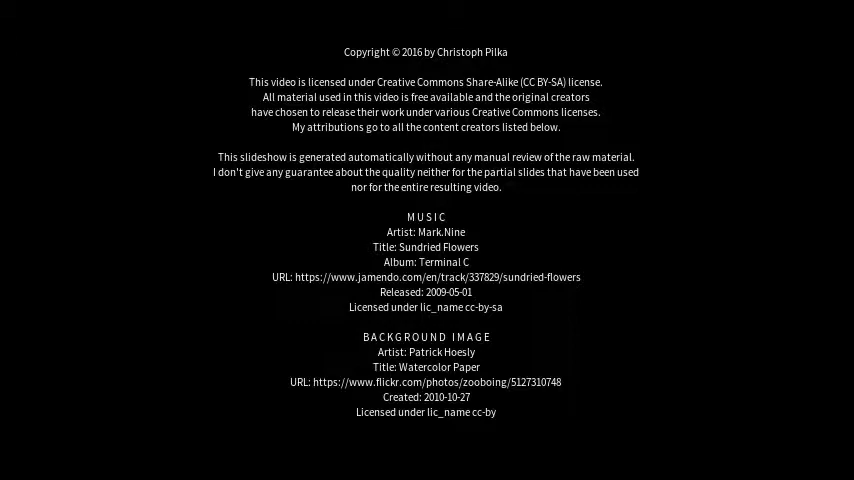 Copyright © 2016 by Christoph Pilka
This video is licensed under Creative Commons Share-Alike (CC BY-SA) license.
All material used in this video is free available and the original creators
have chosen to release their work under various Creative Commons licenses.
My attributions go to all the content creators listed below.
This slideshow is generated automatically without any manual review of the raw material.
I don't give any guarantee about the quality neither for the partial slides that have been used
nor for the entire resulting video.
MUSIC
Artist: Mark.Nine
Title: Sundried Flowers
Album: Terminal C
URL: https://www.jamendo.com/en/track/337829/sundried-flowers
Released: 2009-05-01
Licensed under lic_name cc-by-sa
BACKGROUND IMAGE
Artist: Patrick Hoesly
Title: Watercolor Paper
URL: https://www.flickr.com/photos/zooboing/5127310748
Created: 2010-10-27
Licensed under lic_name cc-by